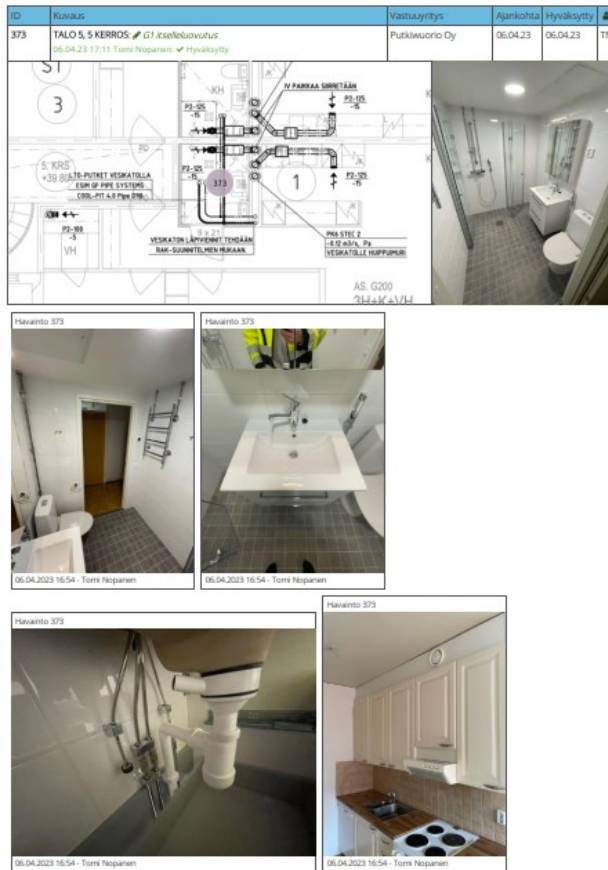 ID Kuvaus Vastuuyritys Ajankohta Hyväksytty
373 TALO 5, 5 KERROS: G1 itselleluovutus Putkiwuorio Oy 06.04.23 06.04.23
06.04.23 17:11 Tomi Nopanen: Hyväksytty
S1
3
KH
IV PAIKKAA SIIRRETÄÄN
P2-125
-15
P2-125
-15
5. KRS
+39.80
LTO-PUTKET VESIKATOLLA
ESIM GF PIPE SYSTEMS
COOL-FIT 4.0 Pipe D110
P2-125
-15
373
1
P2-125
-15
P2-100
-5
VH
9 x 21
VESIKATON LÄPIVIENNIT TEHDÄÄN
RAK-SUUNNITELMIEN MUKAAN.
PK6 STEC 2
-0.12 m3/s, Pa
VESIKATOLLE HUIPPUIMURI
AS. G200
3H+K+VH
Havainto 373
06.04.2023 16:54 - Tomi Nopanen
Havainto 373
06.04.2023 16:54 - Tomi Nopanen
Havainto 373
06.04.2023 16:54 - Tomi Nopanen
Havainto 373
06.04.2023 16:54 - Tomi Nopanen